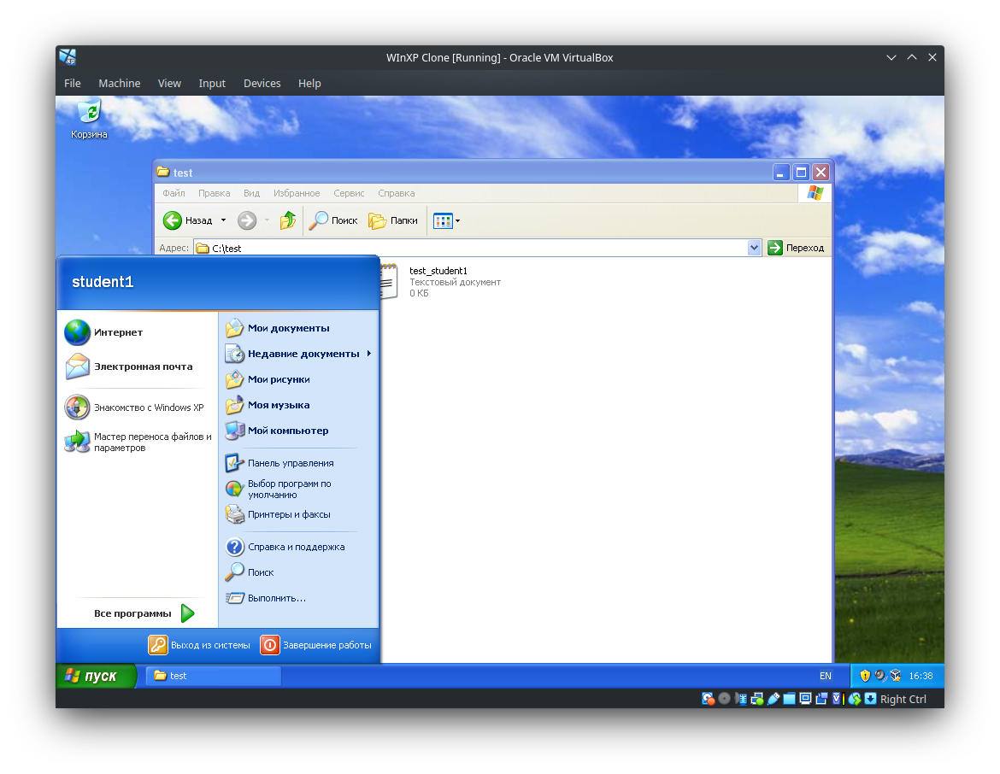 WInXP Clone [Running] - Oracle VM VirtualBox
File Machine View Input Devices Help
Корзина
test
Файл Правка Вид Избранное Сервис Справка
Назад Поиск Папки
Адрес: C:\test Переход
test_student1
Текстовый документ
0 КБ
student1
Интернет
Электронная почта
Знакомство с Windows XP
Мастер переноса файлов и
параметров
Все программы
Мои документы
Недавние документы
Мои рисунки
Моя музыка
Мой компьютер
Панель управления
Выбор программ по
умолчанию
Принтеры и факсы
Справка и поддержка
Поиск
Выполнить...
Выход из системы Завершение работы
пуск test EN 16:38
Right Ctrl